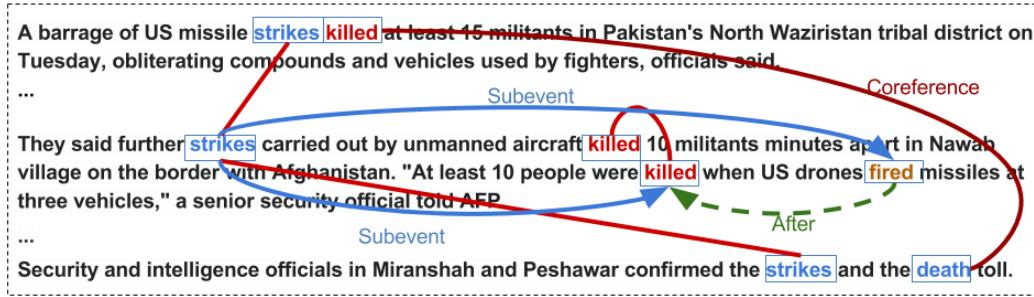 A barrage of US missile strikes killed at least 15 militants in Pakistan's North Waziristan tribal district on
Tuesday, obliterating compounds and vehicles used by fighters, officials said.
...
Coreference
Subevent
They said further strikes carried out by unmanned aircraft killed 10 militants minutes apart in Nawab
village on the border with Afghanistan. "At least 10 people were killed when US drones fired missiles at
three vehicles," a senior security official told AFP
After
...
Subevent
Security and intelligence officials in Miranshah and Peshawar confirmed the strikes and the death toll.